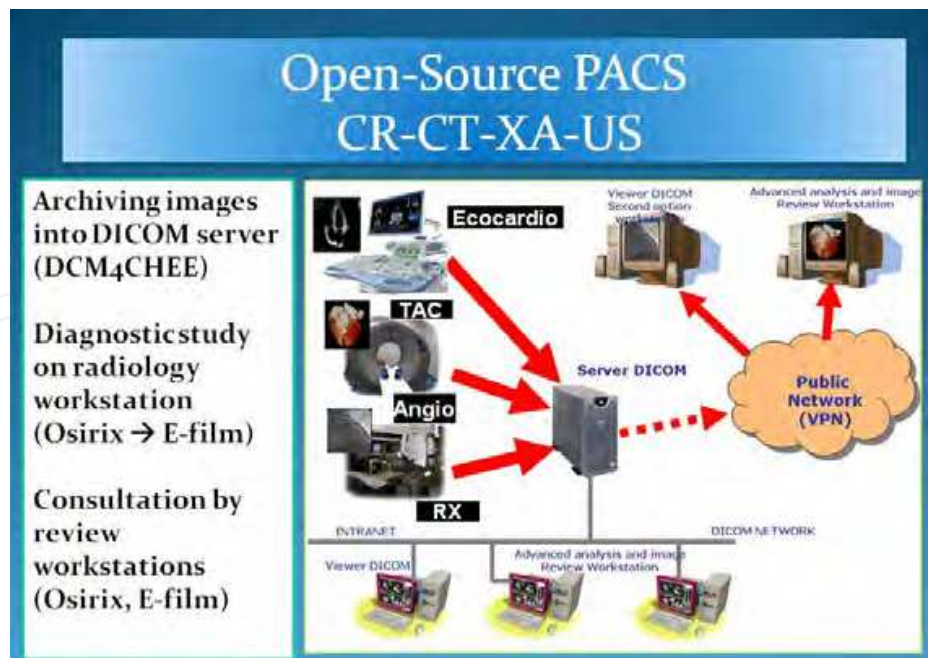 Open-Source PACS
CR-CT-XA-US
Archiving images
into DICOM server
(DCM4CHEE)
Diagnostic study
on radiology
workstation
(Osirix → E-film)
Consultation by
review
workstations
(Osirix, E-film)
Ecocardio
TAC
Angio
RX
Viewer DICOM
Second option
Advanced analysis and image
Review Workstation
Server DICOM
Public
Network
(VPN)
INTRANET
DICOM NETWORK
Viewer DICOM
Advanced analysis and image
Review Workstation